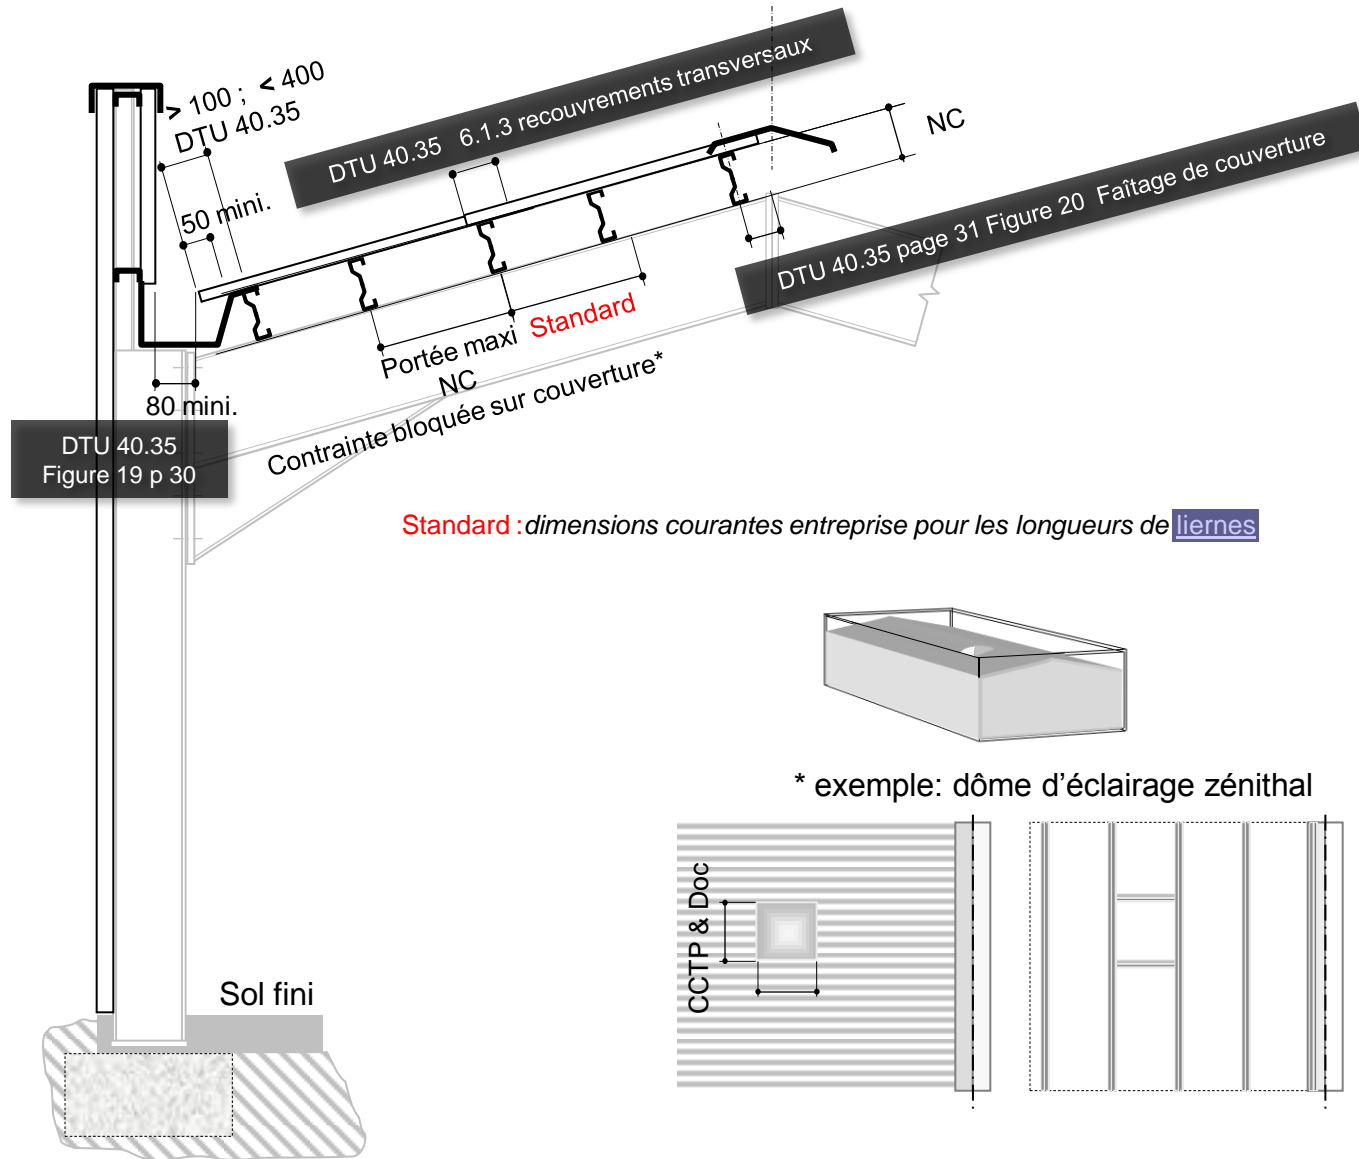 > 100 ; < 400
DTU 40.35
DTU 40.35 6.1.3 recouvrements transversaux
NC
50 mini.
DTU 40.35 page 31 Figure 20 Faîtage de couverture
Portée maxi Standard
NC
80 mini.
Contrainte bloquée sur couverture*
DTU 40.35
Figure 19 p 30
Standard : dimensions courantes entreprise pour les longueurs de liernes
* exemple: dôme d’éclairage zénithal
CCTP & Doc
Sol fini